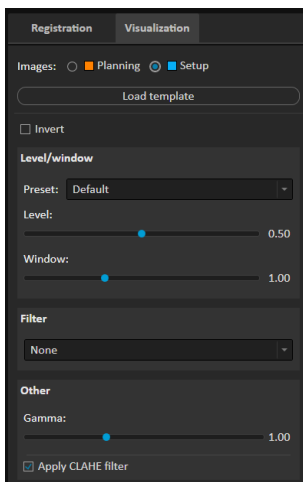 Registration Visualization
Images: Planning Setup
Load template
Invert
Level/window
Preset: Default
Level:
0.50
Window:
1.00
Filter
None
Other
Gamma:
1.00
Apply CLAHE filter